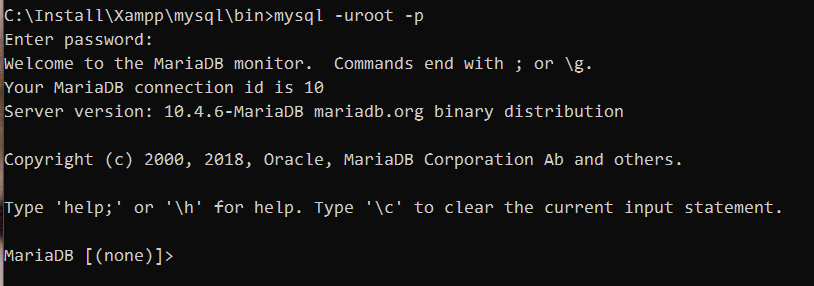 C:\Install\Xampp\mysql\bin>mysql -uroot -p
Enter password:
Welcome to the MariaDB monitor.  Commands end with ; or \g.
Your MariaDB connection id is 10
Server version: 10.4.6-MariaDB mariadb.org binary distribution
Copyright (c) 2000, 2018, Oracle, MariaDB Corporation Ab and others.
Type 'help;' or '\h' for help. Type '\c' to clear the current input statement.
MariaDB [(none)]>